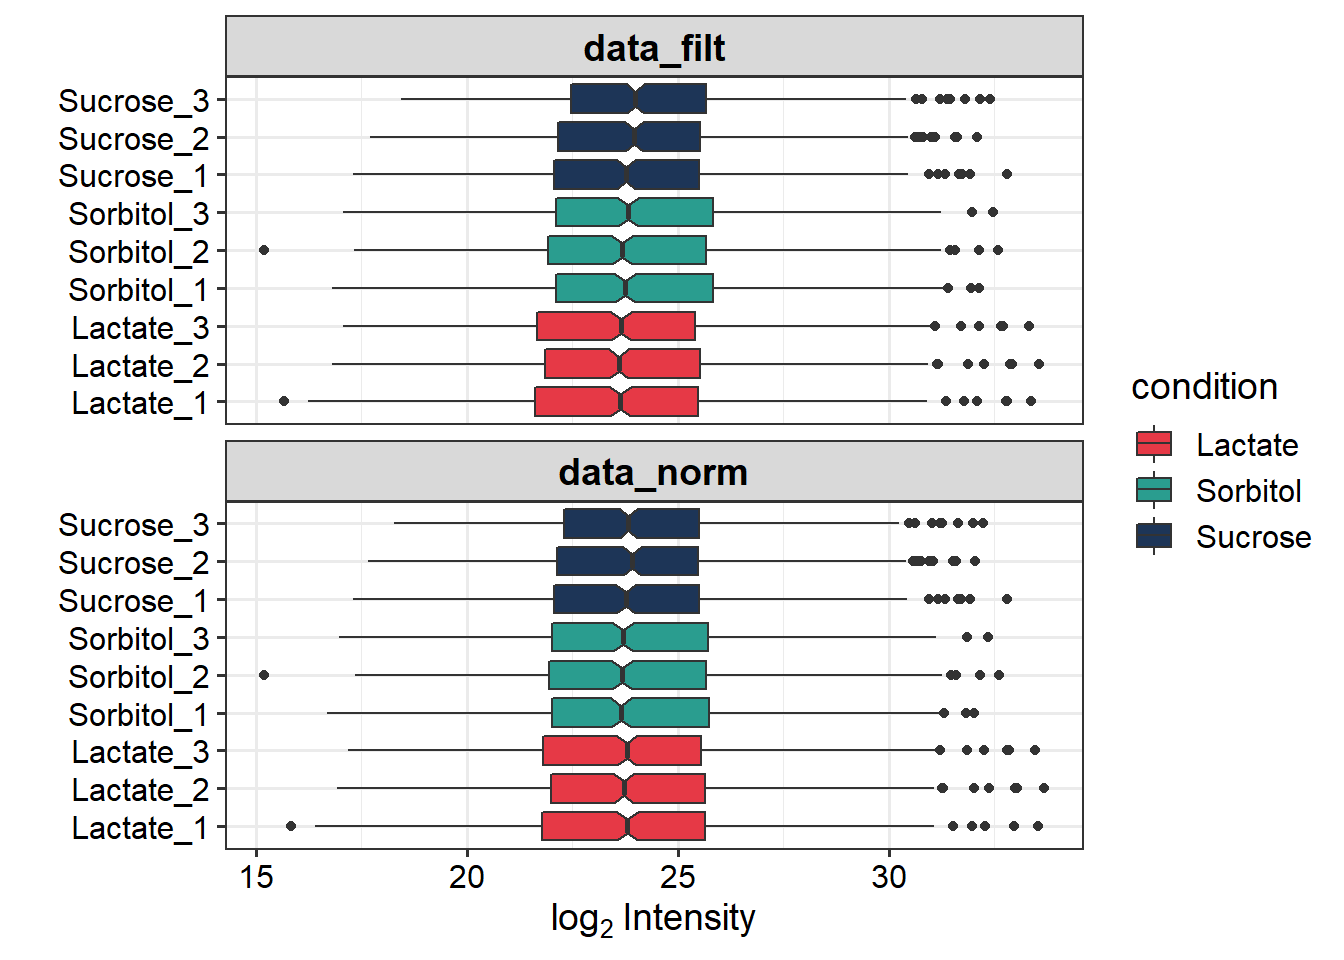 data_filt
Sucrose_3
Sucrose_2
Sucrose_1
Sorbitol_3
Sorbitol_2
Sorbitol_1
Lactate_3
Lactate_2
Lactate_1
data_norm
Sucrose_3
Sucrose_2
Sucrose_1
Sorbitol_3
Sorbitol_2
Sorbitol_1
Lactate_3
Lactate_2
Lactate_1
15 20 25 30
log₂ Intensity
condition
Lactate
Sorbitol
Sucrose